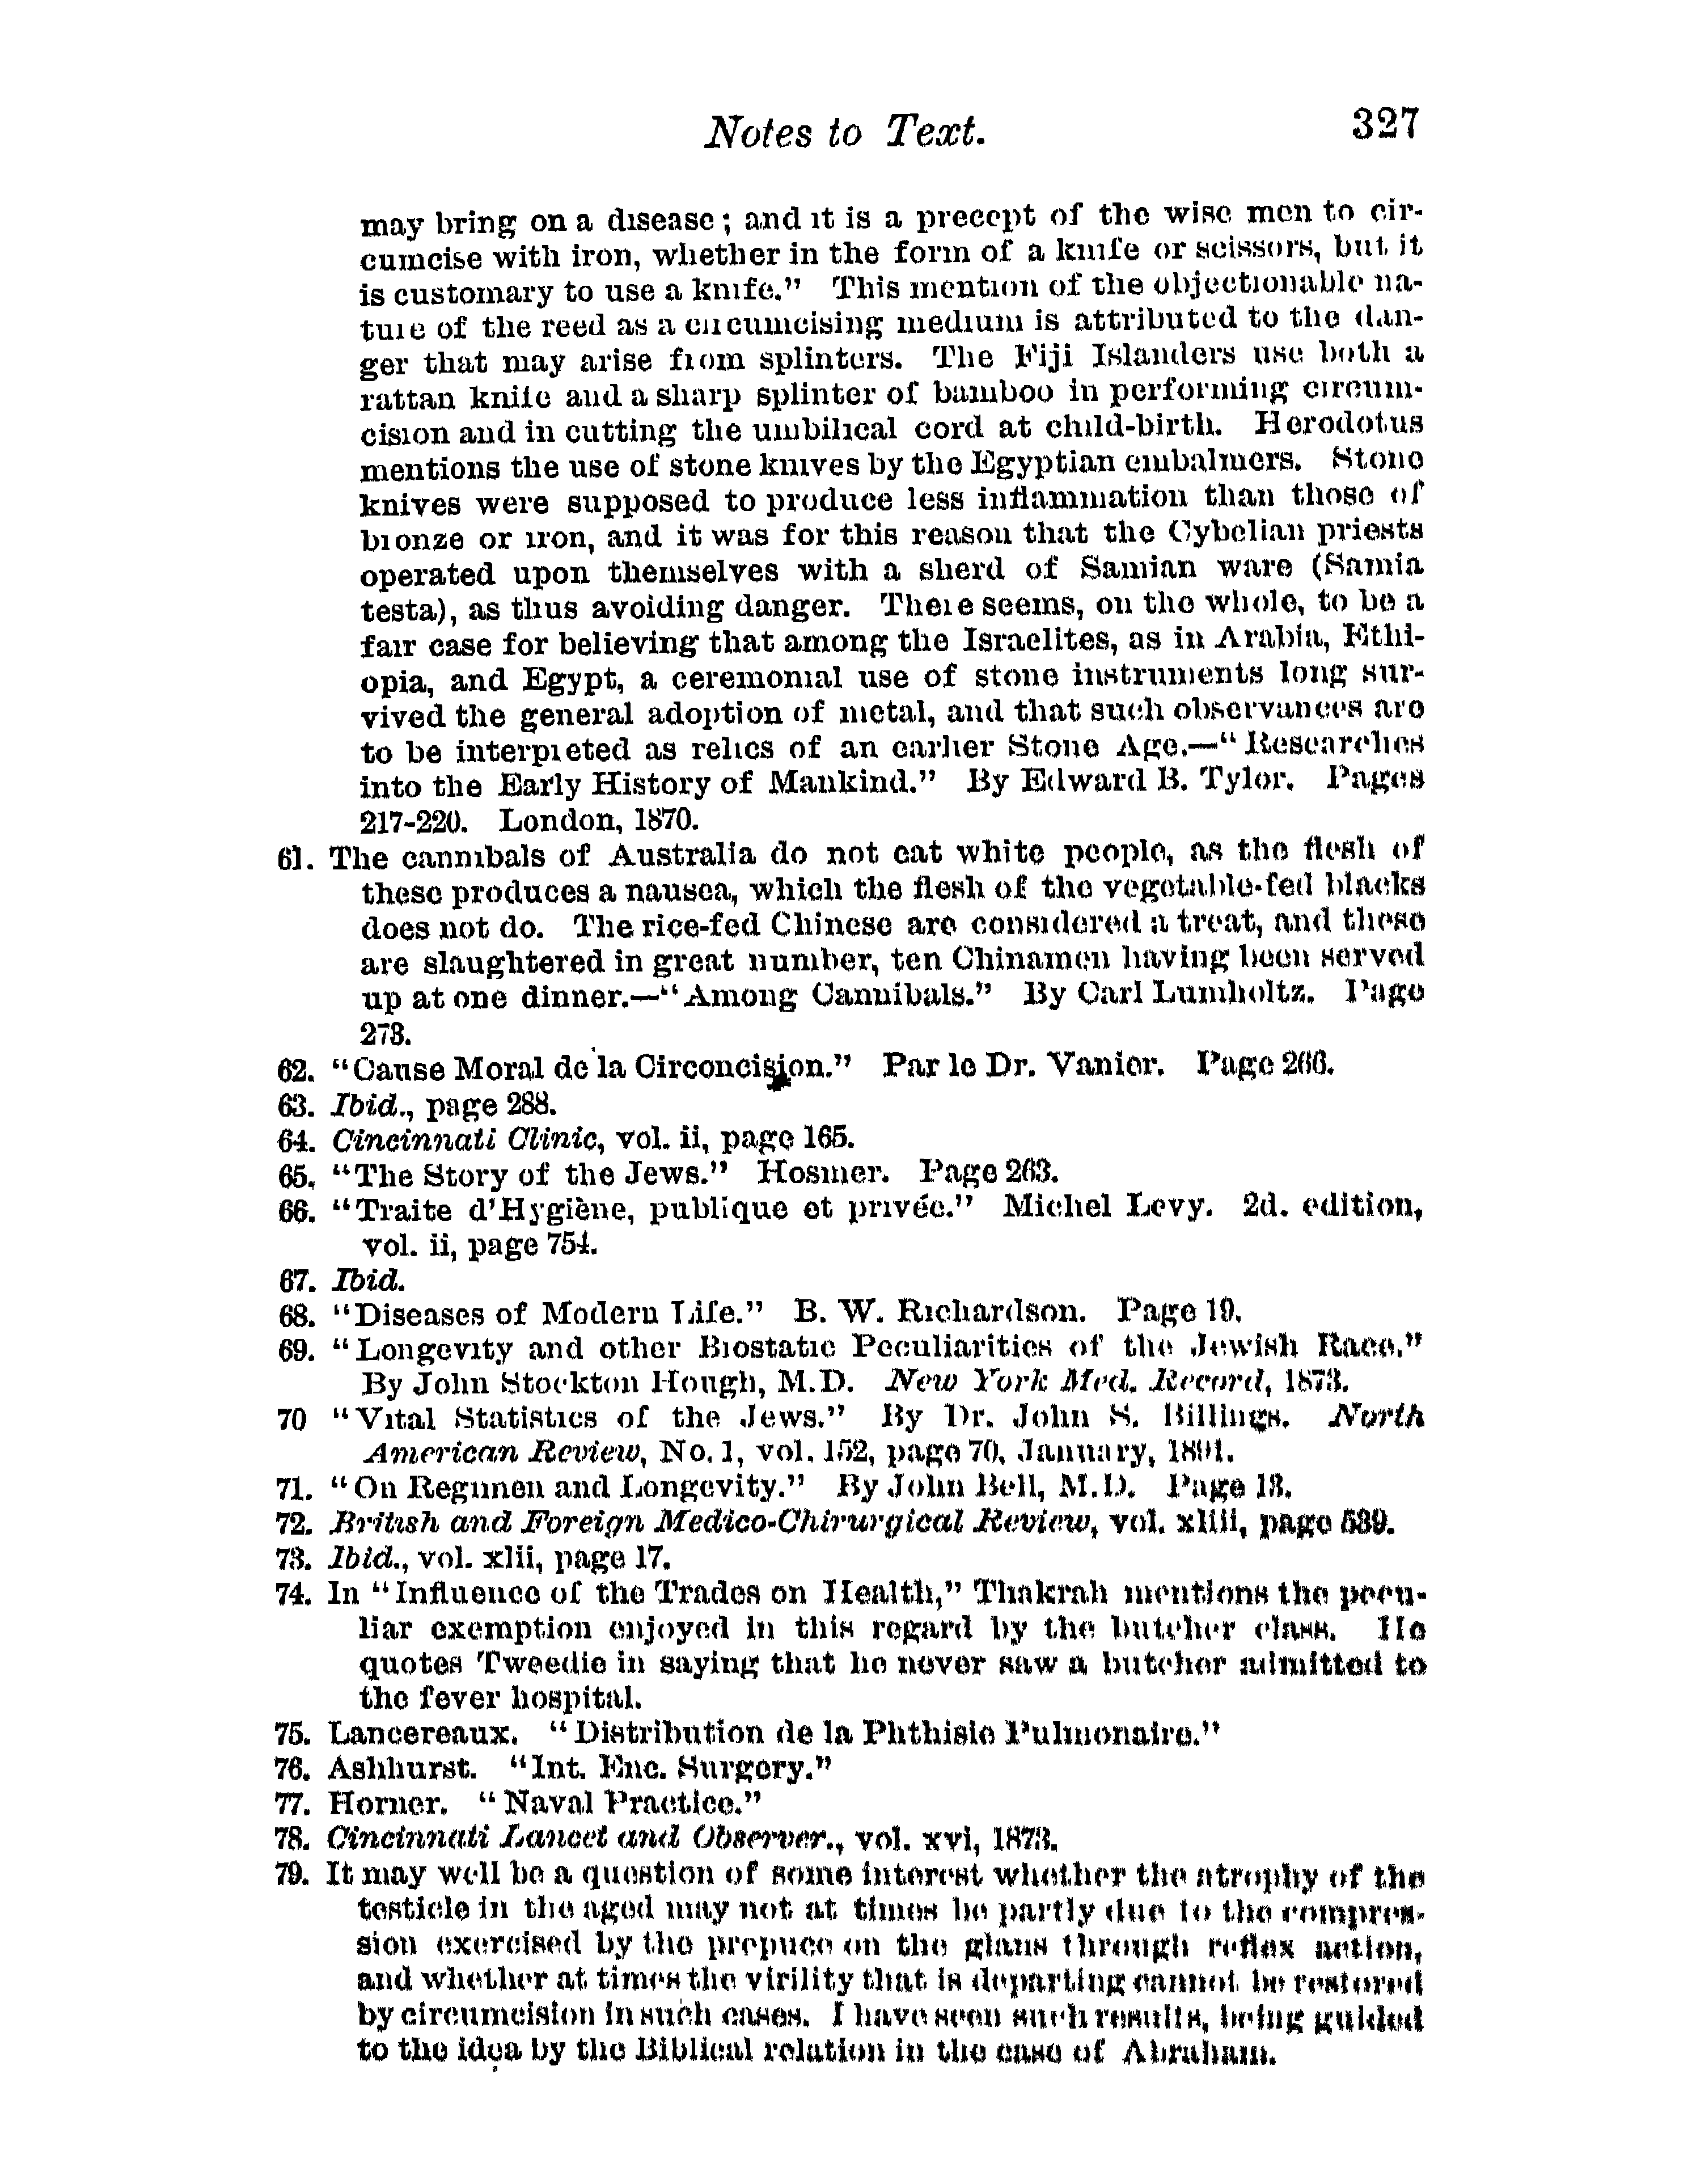 Notes to Text. 327
may bring on a disease; and it is a precept of the wise men to cir-
cumcise with iron, whether in the form of a knife or scissors, but it
is customary to use a knife." This mention of the objectionable na-
ture of the reed as a circumcising medium is attributed to the dan-
ger that may arise from splinters. The Fiji Islanders use both a
rattan knife and a sharp splinter of bamboo in performing circum-
cision and in cutting the umbilical cord at child-birth. Herodotus
mentions the use of stone knives by the Egyptian embalmers. Stone
knives were supposed to produce less inflammation than those of
bronze or iron, and it was for this reason that the Cybelian priests
operated upon themselves with a sherd of Samian ware (Samia
testa), as thus avoiding danger. There seems, on the whole, to be a
fair case for believing that among the Israelites, as in Arabia, Ethi-
opia, and Egypt, a ceremonial use of stone instruments long sur-
vived the general adoption of metal, and that such observances are
to be interpreted as relics of an earlier Stone Age.—"Researches
into the Early History of Mankind." By Edward B. Tylor. Pages
217-220. London, 1870.
61. The cannibals of Australia do not eat white people, as the flesh of
these produces a nausea, which the flesh of the vegetable-fed blacks
does not do. The rice-fed Chinese are considered a treat, and these
are slaughtered in great number, ten Chinamen having been served
up at one dinner.—"Among Cannibals." By Carl Lumholtz. Page
273.
62. "Cause Moral de la Circoncision." Par le Dr. Vanier. Page 266.
63. Ibid., page 288.
64. Cincinnati Clinic, vol. ii, page 165.
65. "The Story of the Jews." Hosmer. Page 263.
66. "Traite d'Hygiène, publique et privée." Michel Levy. 2d. edition,
vol. ii, page 754.
67. Ibid.
68. "Diseases of Modern Life." B. W. Richardson. Page 19.
69. "Longevity and other Biostatic Peculiarities of the Jewish Race."
By John Stockton Hough, M.D. New York Med. Record, 1873.
70 "Vital Statistics of the Jews." By Dr. John S. Billings. North
American Review, No. 1, vol. 152, page 70, January, 1891.
71. "On Regimen and Longevity." By John Bell, M.D. Page 13.
72. British and Foreign Medico-Chirurgical Review, vol. xliii, page 539.
73. Ibid., vol. xlii, page 17.
74. In "Influence of the Trades on Health," Thakrah mentions the pecu-
liar exemption enjoyed in this regard by the butcher class. He
quotes Tweedie in saying that he never saw a butcher admitted to
the fever hospital.
75. Lancereaux. "Distribution de la Phthisie Pulmonaire."
76. Ashhurst. "Int. Enc. Surgery."
77. Horner. "Naval Practice."
78. Cincinnati Lancet and Observer., vol. xvi, 1873.
79. It may well be a question of some interest whether the atrophy of the
testicle in the aged may not at times be partly due to the compres-
sion exercised by the prepuce on the glans through reflex action,
and whether at times the virility that is departing cannot be restored
by circumcision in such cases. I have seen such results, being guided
to the idea by the Biblical relation in the case of Abraham.